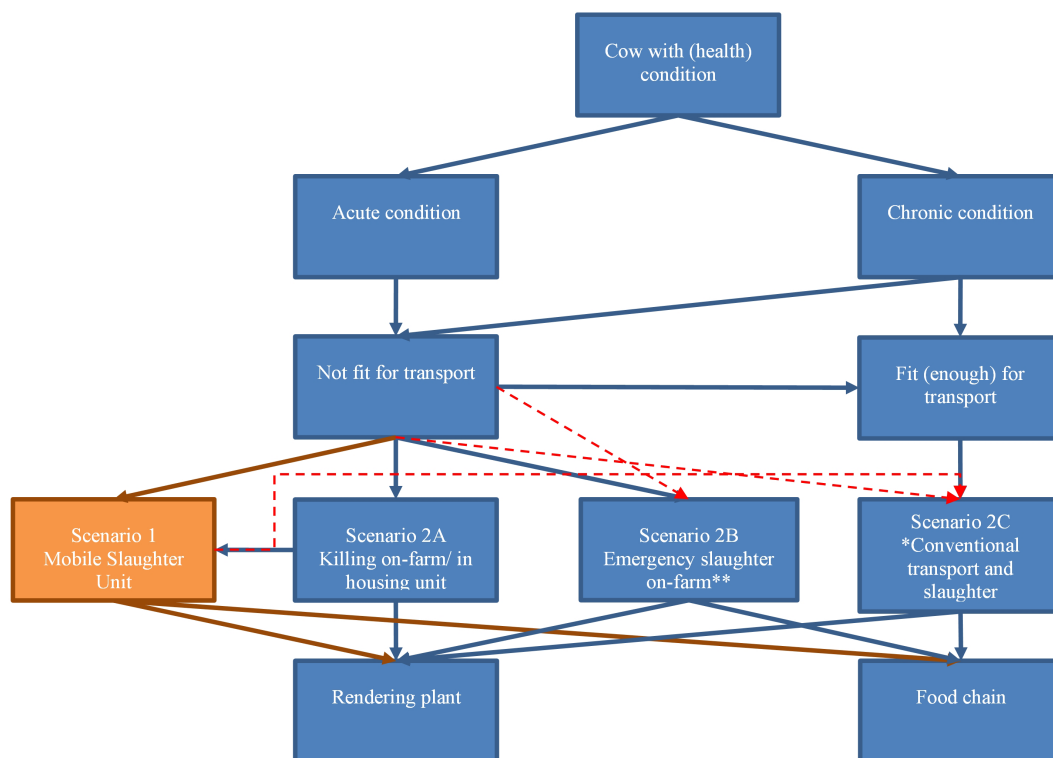 Cow with (health)
condition
Acute condition
Chronic condition
Not fit for transport
Fit (enough) for
transport
Scenario 1
Mobile Slaughter
Unit
Scenario 2A
Killing on-farm/ in
housing unit
Scenario 2B
Emergency slaughter
on-farm**
Scenario 2C
*Conventional
transport and
slaughter
Rendering plant
Food chain